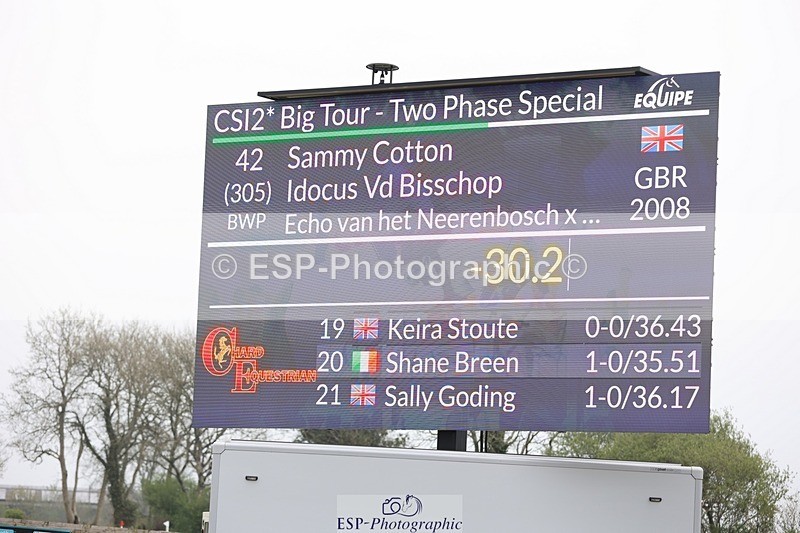 CSI2* Big Tour - Two Phase Special
EQUIPE
42 Sammy Cotton
(305) Idocus Vd Bisschop GBR
BWP Echo van het Neerenbosch x ... 2008
-30.2
© ESP-Photographic ©
19 Keira Stoute 0-0/36.43
20 Shane Breen 1-0/35.51
21 Sally Goding 1-0/36.17
CHARD
EQUESTRIAN
ESP-Photographic